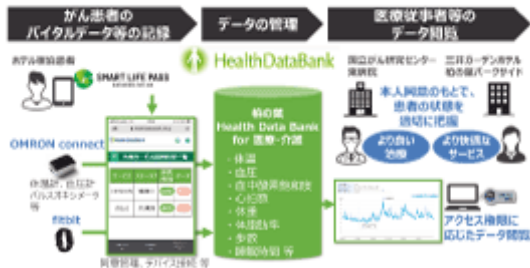 がん患者の
バイタルデータ等の記録
データの管理
医療従事者等の
データ閲覧
SMART LIFE PASS
HealthDataBank
国立がん研究センター
東病院
三井ガーデンホテル
柏の葉パークサイド
本人同意のもとで、
患者の状態を
適切に把握
より良い
治療
より快適な
サービス
OMRON connect
体温計、血圧計
パルスオキシメータ
等
fitbit
同意管理、デバイス接続 等
柏の葉
Health Data Bank
for 医療・介護
・体温
・血圧
・血中酸素飽和度
・心拍数
・体重
・体脂肪率
・歩数
・睡眠時間 等
アクセス権限に
応じたデータ閲覧